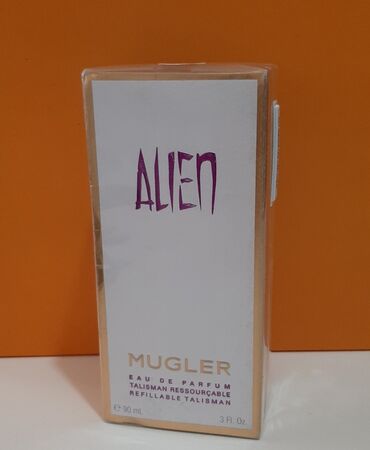 ALIEN
MUGLER
EAU DE PARFUM
TALISMAN RESSOURÇABLE
REFILLABLE TALISMAN
℮ 90 mL 3 Fl. Oz.